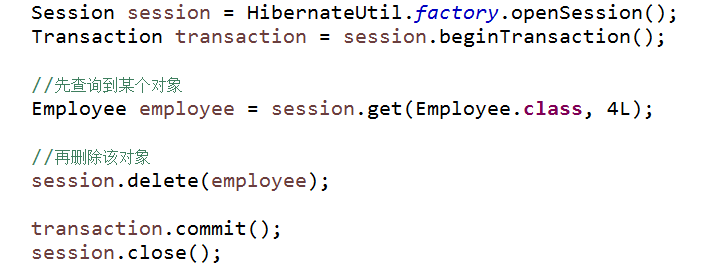 Session session = HibernateUtil.factory.openSession();
Transaction transaction = session.beginTransaction();
//先查询到某个对象
Employee employee = session.get(Employee.class, 4L);
//再删除该对象
session.delete(employee);
transaction.commit();
session.close();